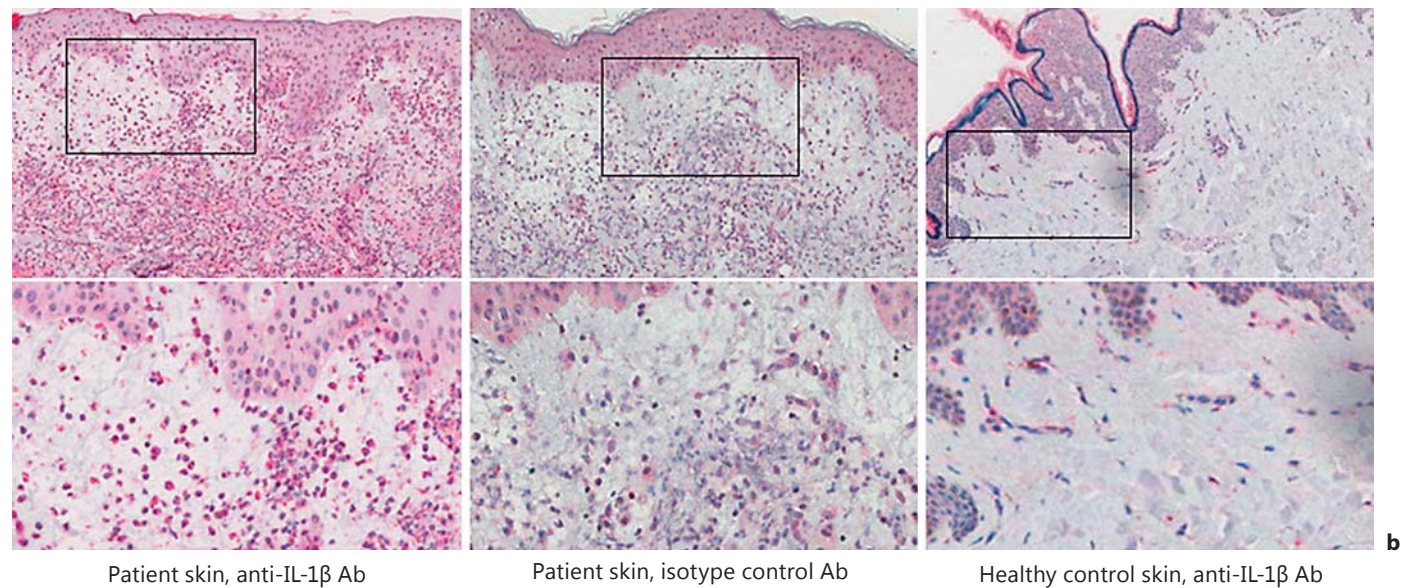 b
Patient skin, anti-IL-1β Ab
Patient skin, isotype control Ab
Healthy control skin, anti-IL-1β Ab